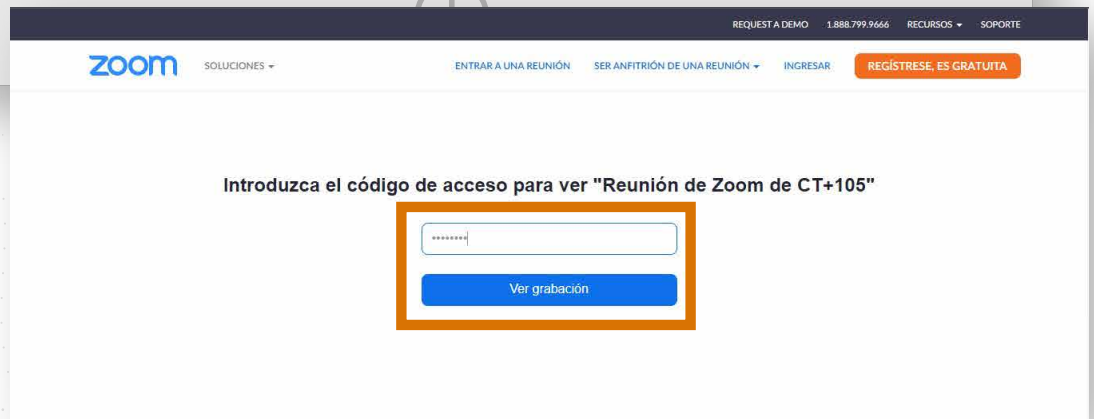 REQUEST A DEMO 1.888.799.9666 RECURSOS SOPORTE
zoom SOLUCIONES ENTRAR A UNA REUNIÓN SER ANFITRIÓN DE UNA REUNIÓN INGRESAR REGÍSTRESE, ES GRATUITA
Introduzca el código de acceso para ver "Reunión de Zoom de CT+105"
••••••••
Ver grabación